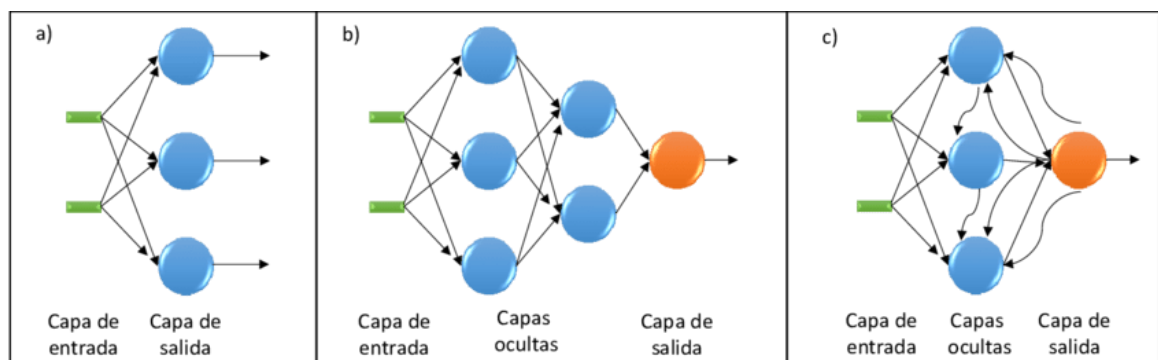 a)
Capa de
entrada
Capa de
salida
b)
Capa de
entrada
Capas
ocultas
Capa de
salida
c)
Capa de
entrada
Capas
ocultas
Capa de
salida